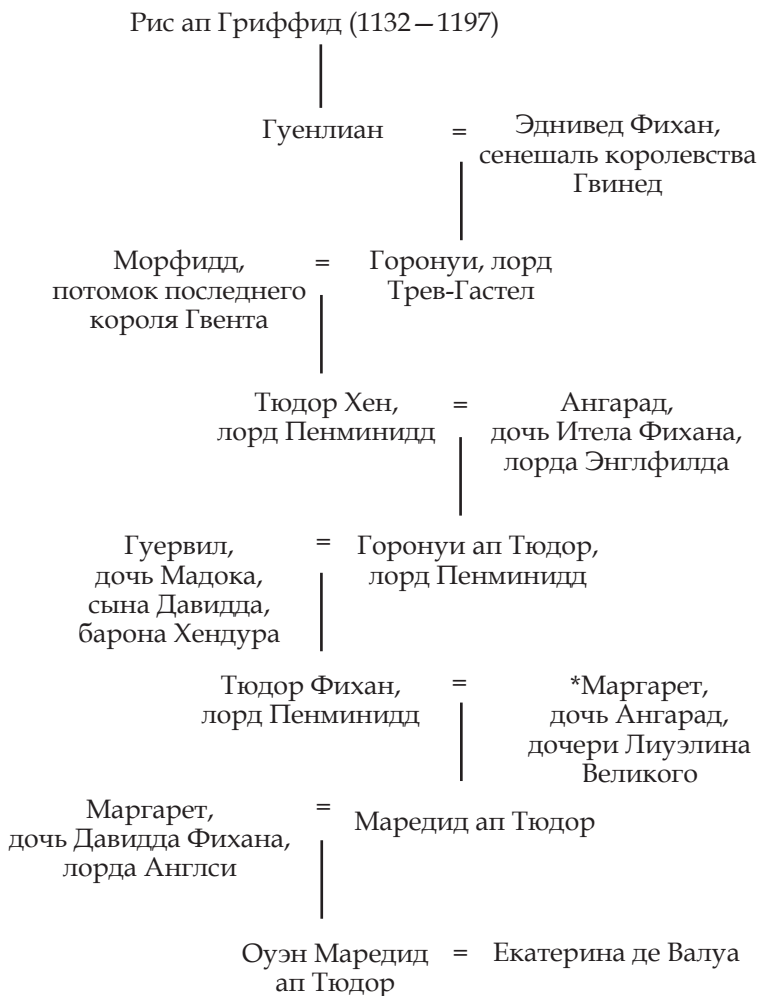 Рис ап Гриффид (1132—1197)
Гуенлиан
=
Эднивед Фихан,
сенешаль королевства
Гвинед
Морфидд,
потомок последнего
короля Гвента
=
Горонуи, лорд
Трев-Гастел
Тюдор Хен,
лорд Пенминидд
=
Ангарад,
дочь Итела Фихана,
лорда Энглфилда
Гуервил,
дочь Мадока,
сына Давидда,
барона Хендура
=
Горонуи ап Тюдор,
лорд Пенминидд
Тюдор Фихан,
лорд Пенминидд
=
*Маргарет,
дочь Ангарад,
дочери Лиуэлина
Великого
Маргарет,
дочь Давидда Фихана,
лорда Англси
=
Маредид ап Тюдор
Оуэн Маредид
ап Тюдор
=
Екатерина де Валуа